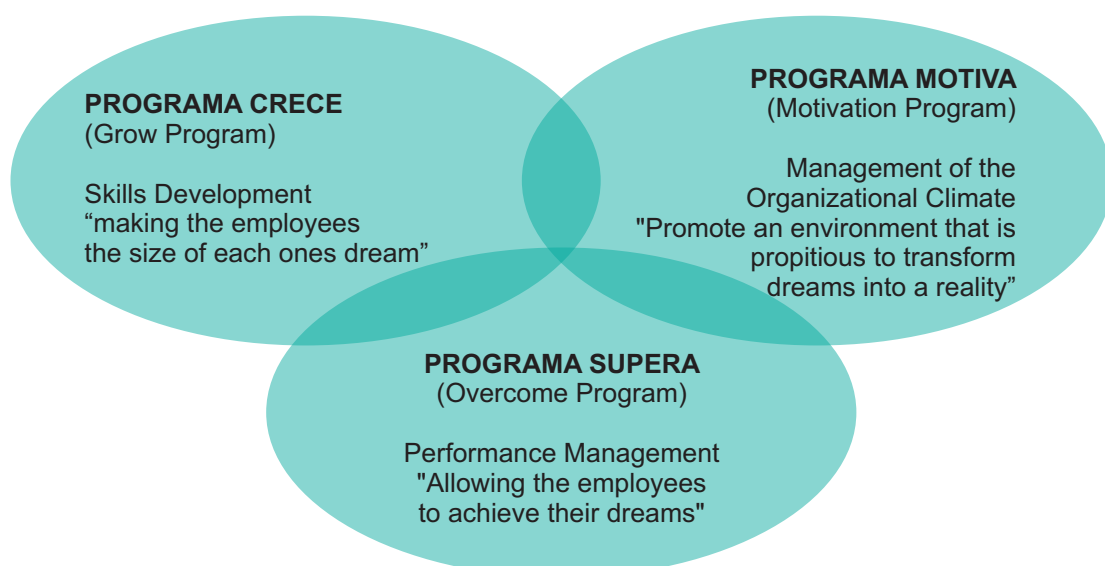 PROGRAMA CRECE
(Grow Program)
Skills Development
“making the employees
the size of each ones dream”
PROGRAMA MOTIVA
(Motivation Program)
Management of the
Organizational Climate
"Promote an environment that is
propitious to transform
dreams into a reality”
PROGRAMA SUPERA
(Overcome Program)
Performance Management
"Allowing the employees
to achieve their dreams"